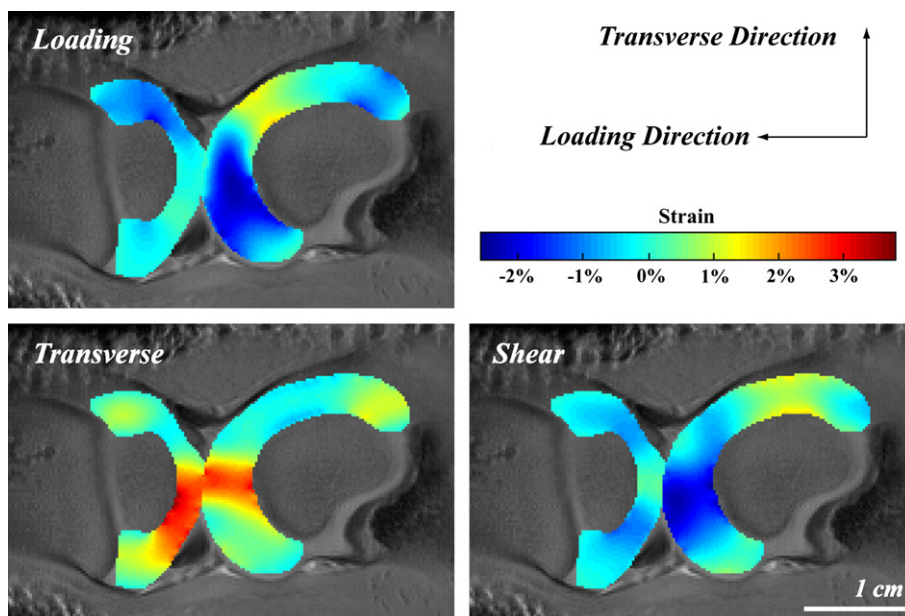 Loading
Transverse Direction
Loading Direction
Strain
-2% -1% 0% 1% 2% 3%
Transverse
Shear
1 cm